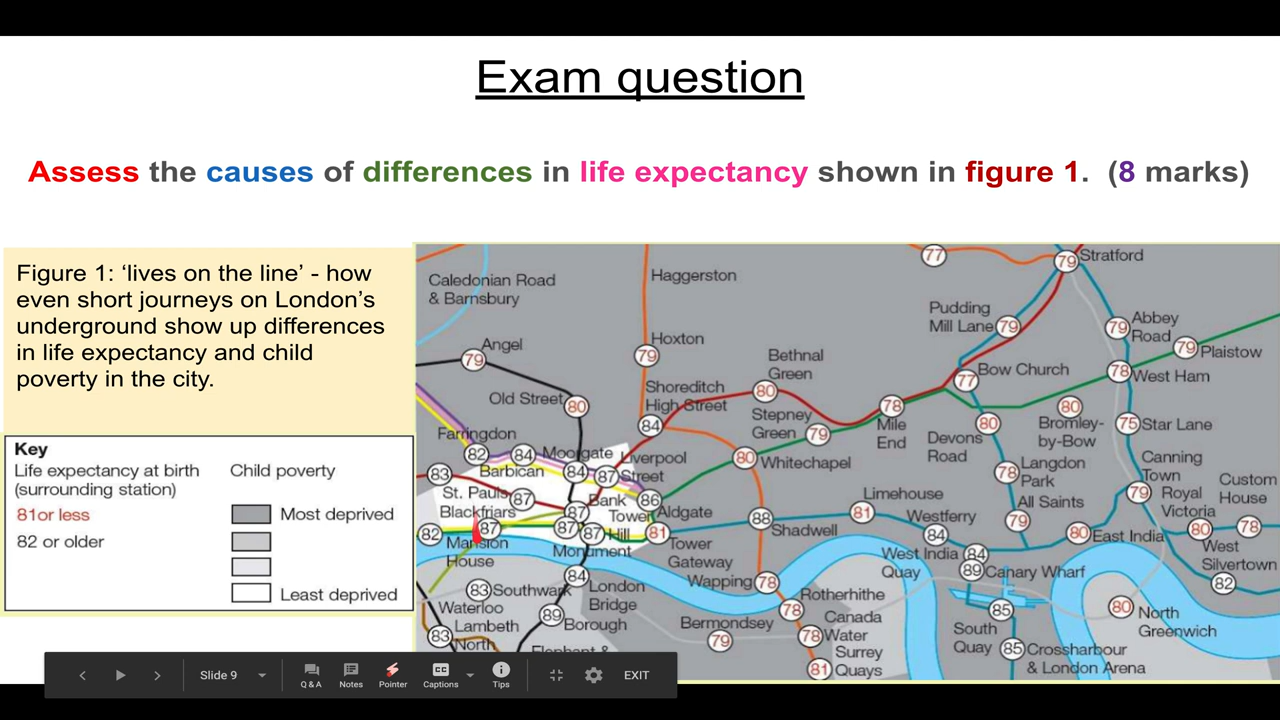 Exam question
Assess the causes of differences in life expectancy shown in figure 1. (8 marks)
Figure 1: ‘lives on the line’ - how
even short journeys on London’s
underground show up differences
in life expectancy and child
poverty in the city.
Key
Life expectancy at birth
(surrounding station)
81or less
82 or older
Child poverty
Most deprived
Least deprived
Caledonian Road
& Barnsbury
Haggerston
77
79
Stratford
Pudding
Mill Lane
79
79
Abbey
Road
79
Plaistow
Angel
79
Hoxton
79
Bethnal
Green
80
77
Bow Church
78
West Ham
Old Street
80
Shoreditch
High Street
84
Stepney
Green
79
78
Mile
End
Devons
Road
80
80
Bromley-
by-Bow
75
Star Lane
Farringdon
82
84
Moorgate
Barbican
84
87
Liverpool
Street
80
Whitechapel
78
Langdon
Park
Canning
Town
79
83
St. Pauls
87
Bank
87
86
Aldgate
Limehouse
81
Westferry
84
All Saints
79
Royal
Victoria
80
Custom
House
78
Blackfriars
82
87
Mansion
House
87
87
Monument
Tower
Hill
81
Tower
Gateway
88
Shadwell
80
East India
West
Silvertown
82
West India
Quay
84
89
Canary Wharf
83
Southwark
84
London
Bridge
Wapping
78
Rotherhithe
78
Waterloo
Lambeth
North
83
89
Borough
Elephant &
Bermondsey
79
Canada
Water
78
Surrey
Quays
81
South
Quay
85
85
Crossharbour
& London Arena
80
North
Greenwich
Slide 9
Q & A
Notes
Pointer
CC
Captions
Tips
EXIT